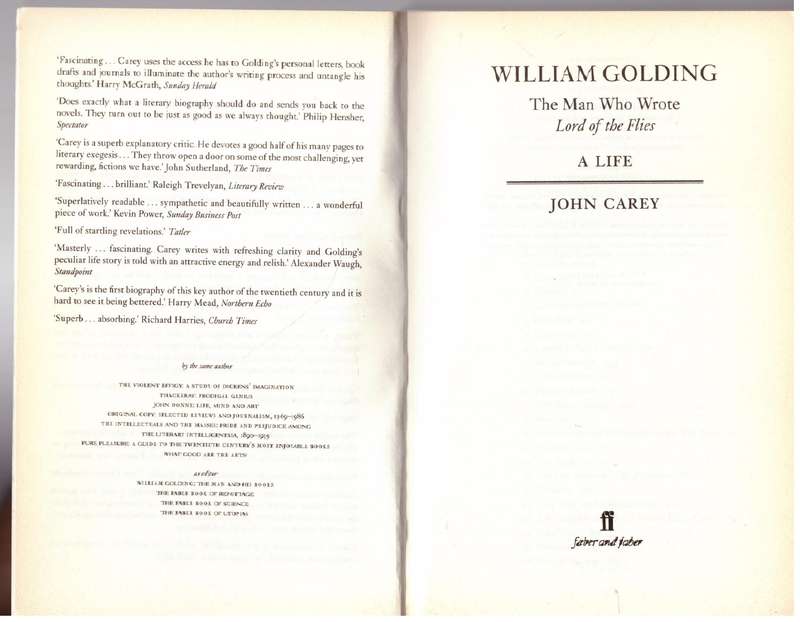 'Fascinating . . . Carey uses the access he has to Golding's personal letters, book
drafts and journals to illuminate the author's writing process and untangle his
thoughts.' Harry McGrath, Sunday Herald
'Does exactly what a literary biography should do and sends you back to the
novels. They turn out to be just as good as we always thought.' Philip Hensher,
Spectator
'Carey is a superb explanatory critic. He devotes a good half of his many pages to
literary exegesis . . . They throw open a door on some of the most challenging, yet
rewarding, fictions we have.' John Sutherland, The Times
'Fascinating . . . brilliant.' Raleigh Trevelyan, Literary Review
'Superlatively readable . . . sympathetic and beautifully written . . . a wonderful
piece of work.' Kevin Power, Sunday Business Post
'Full of startling revelations.' Tatler
'Masterly . . . fascinating. Carey writes with refreshing clarity and Golding's
peculiar life story is told with an attractive energy and relish.' Alexander Waugh,
Standpoint
'Carey's is the first biography of this key author of the twentieth century and it is
hard to see it being bettered.' Harry Mead, Northern Echo
'Superb . . . absorbing.' Richard Harries, Church Times
by the same author
THE VIOLENT EFFIGY: A STUDY OF DICKENS' IMAGINATION
THACKERAY: PRODIGAL GENIUS
JOHN DONNE: LIFE, MIND AND ART
ORIGINAL COPY: SELECTED REVIEWS AND JOURNALISM, 1969–1986
THE INTELLECTUALS AND THE MASSES: PRIDE AND PREJUDICE AMONG
THE LITERARY INTELLIGENTSIA, 1890–1939
PURE PLEASURE: A GUIDE TO THE TWENTIETH CENTURY'S MOST ENJOYABLE BOOKS
WHAT GOOD ARE THE ARTS?
as editor
WILLIAM GOLDING: THE MAN AND HIS BOOKS
THE FABER BOOK OF REPORTAGE
THE FABER BOOK OF SCIENCE
THE FABER BOOK OF UTOPIAS
WILLIAM GOLDING
The Man Who Wrote
Lord of the Flies
A LIFE
JOHN CAREY
ff
faber and faber